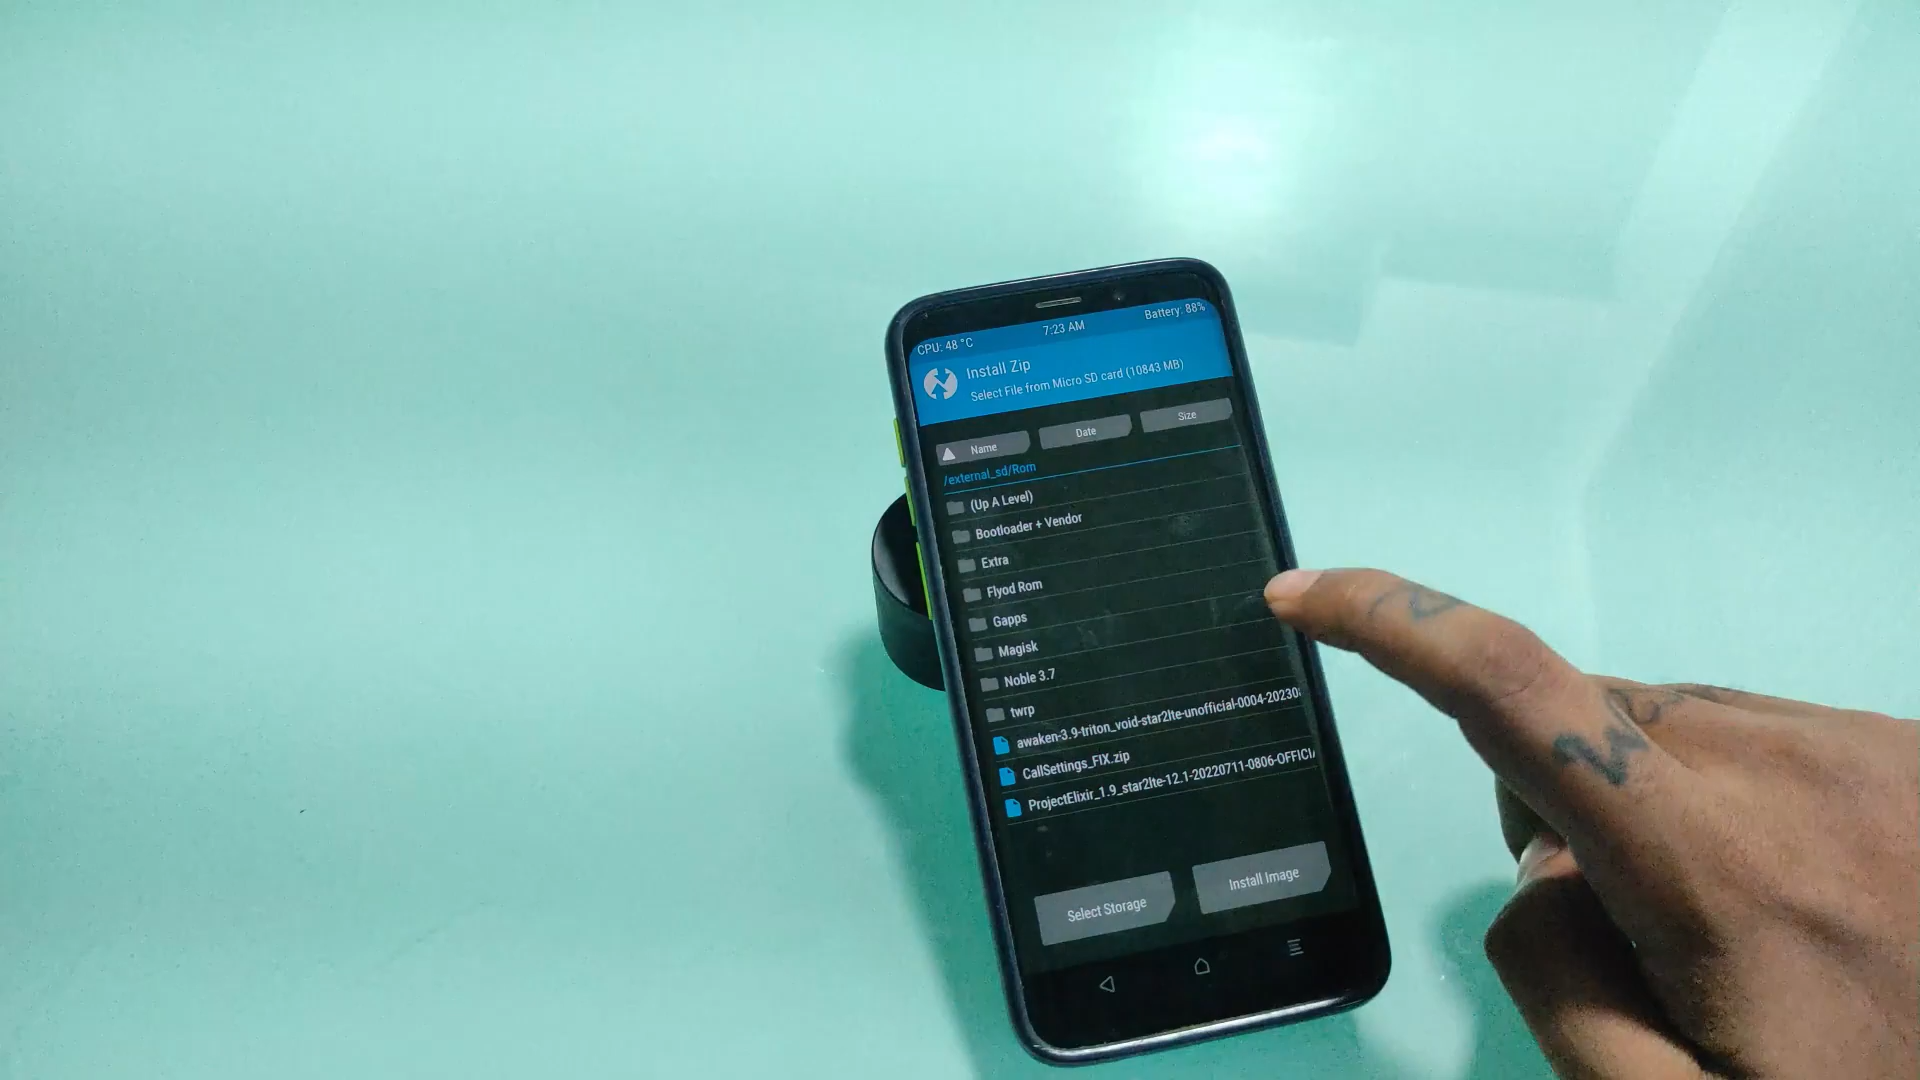 CPU: 48 °C 7:23 AM Battery: 88%
Install Zip
Select File from Micro SD card (10843 MB)
Name Date Size
/external_sd/Rom
(Up A Level)
Bootloader + Vendor
Extra
Flyod Rom
Gapps
Magisk
Noble 3.7
twrp
awaken-3.9-triton_void-star2lte-unofficial-0004-20230
CallSettings_FIX.zip
ProjectElixir_1.9_star2lte-12.1-20220711-0806-OFFICI
Select Storage Install Image